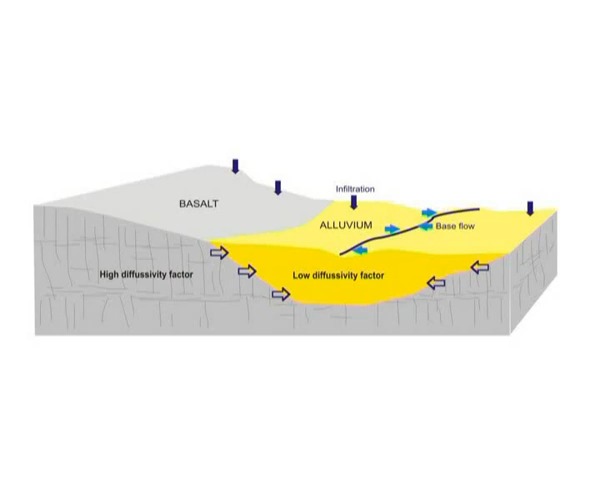 Infiltration
BASALT
ALLUVIUM
Base flow
High diffussivity factor
Low diffussivity factor